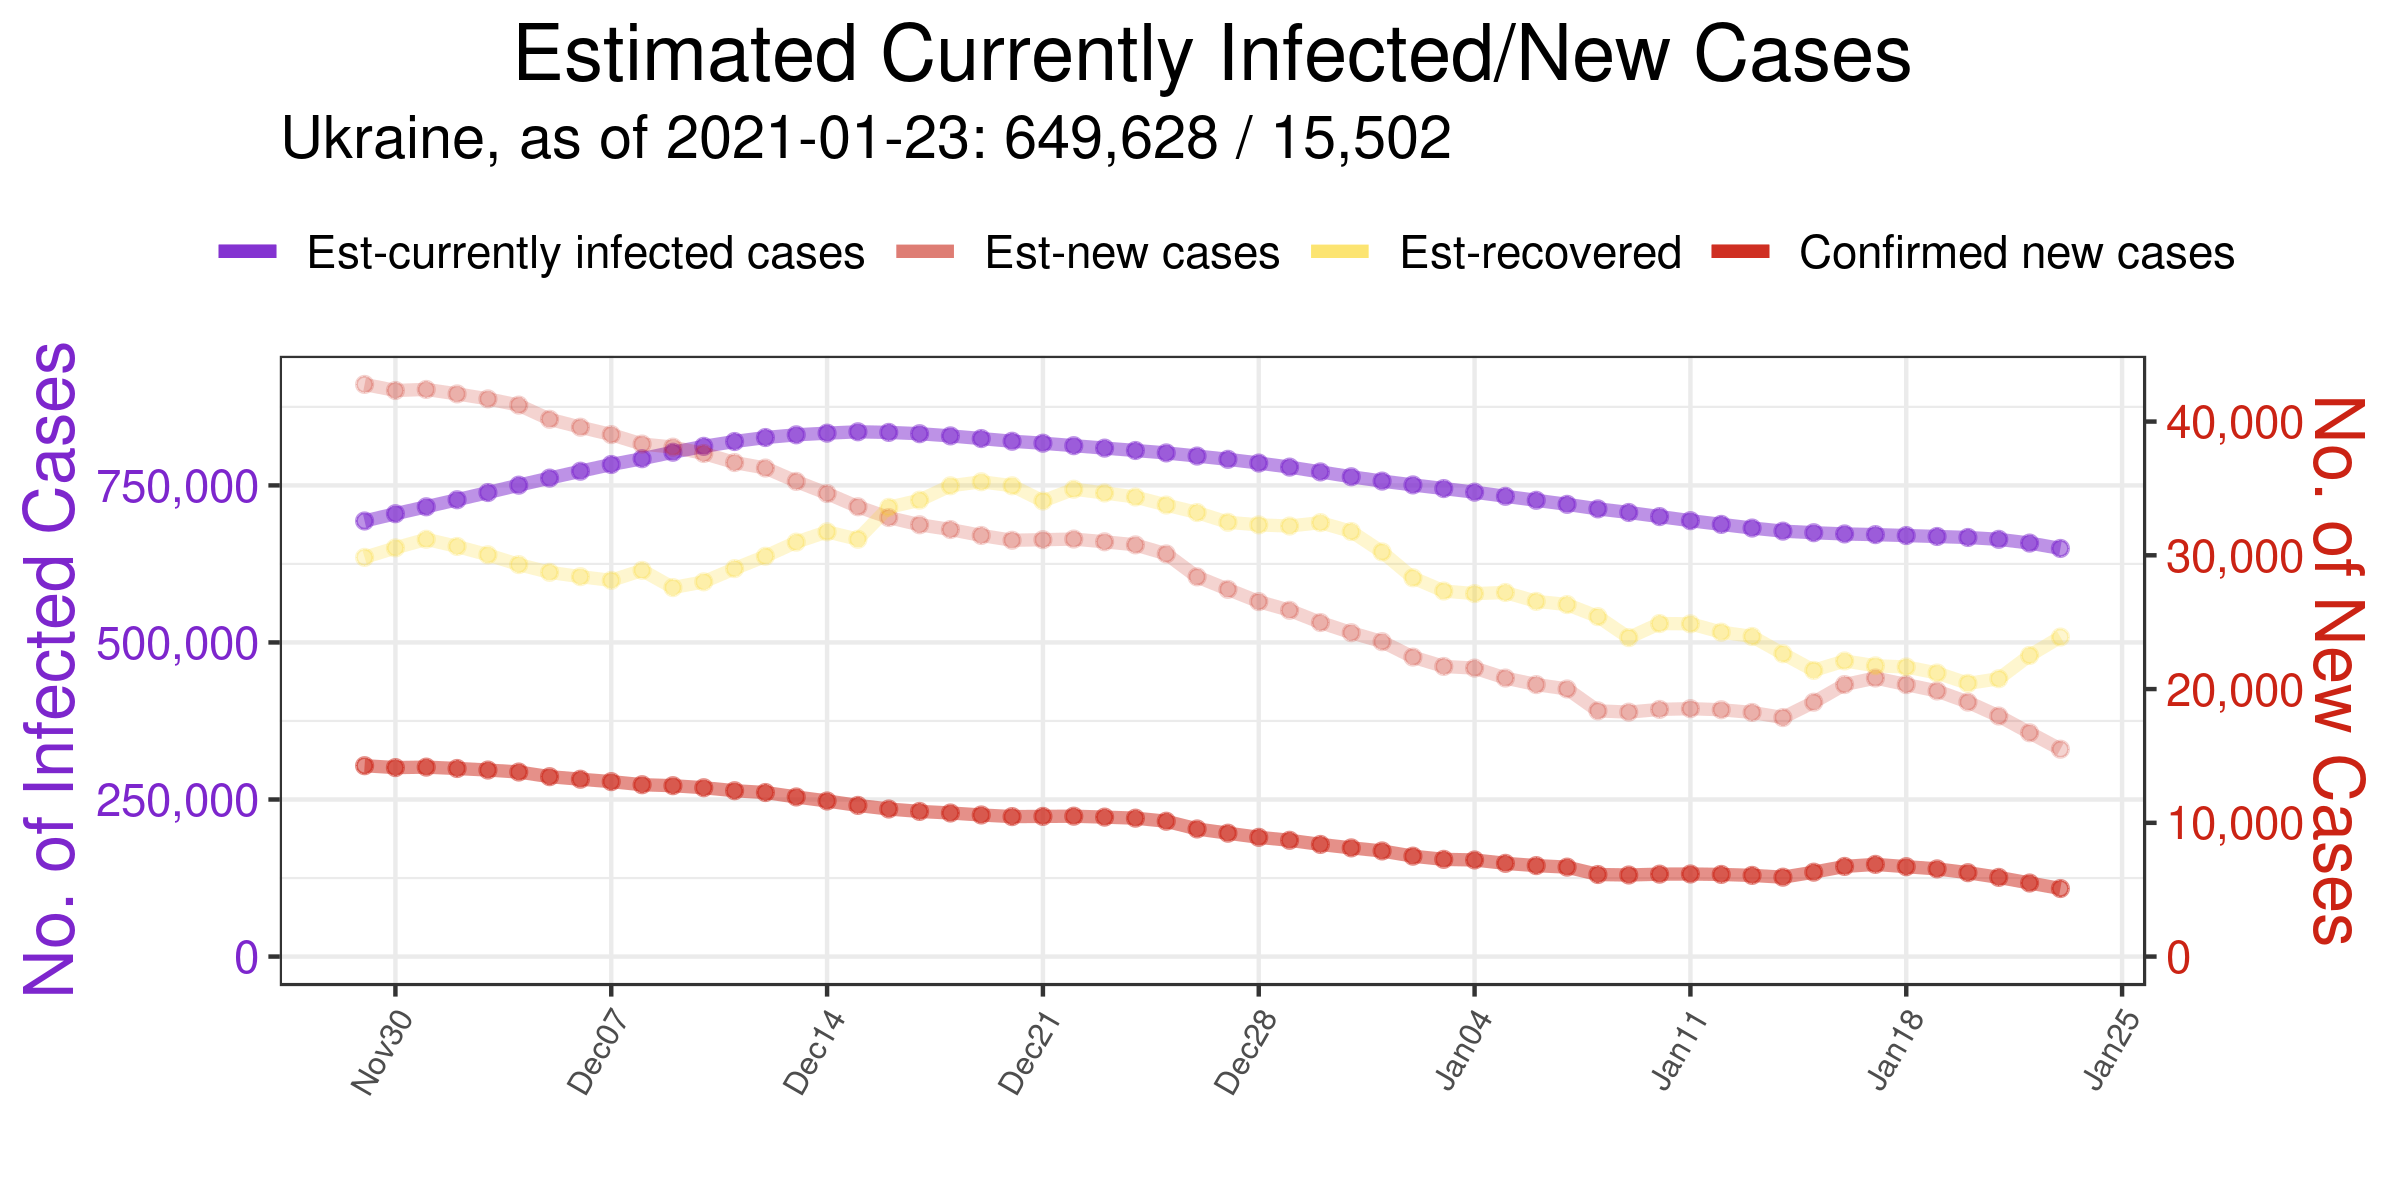 Estimated Currently Infected/New Cases
Ukraine, as of 2021-01-23: 649,628 / 15,502
Est-currently infected cases Est-new cases Est-recovered Confirmed new cases
No. of Infected Cases
750,000
500,000
250,000
0
40,000
30,000
20,000
10,000
0
No. of New Cases
Nov30 Dec07 Dec14 Dec21 Dec28 Jan04 Jan11 Jan18 Jan25